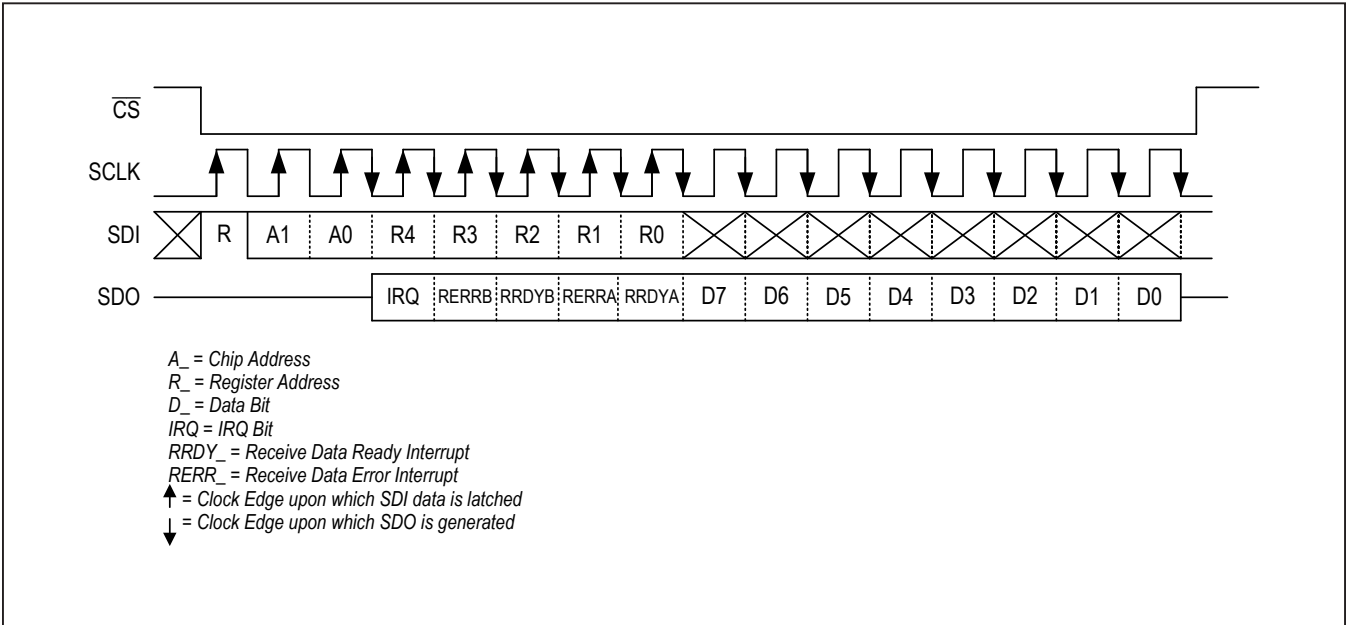 CS
SCLK
SDI R A1 A0 R4 R3 R2 R1 R0
SDO IRQ RERRB RRDYB RERRA RRDYA D7 D6 D5 D4 D3 D2 D1 D0
A_ = Chip Address
R_ = Register Address
D_ = Data Bit
IRQ = IRQ Bit
RRDY_ = Receive Data Ready Interrupt
RERR_ = Receive Data Error Interrupt
= Clock Edge upon which SDI data is latched
= Clock Edge upon which SDO is generated